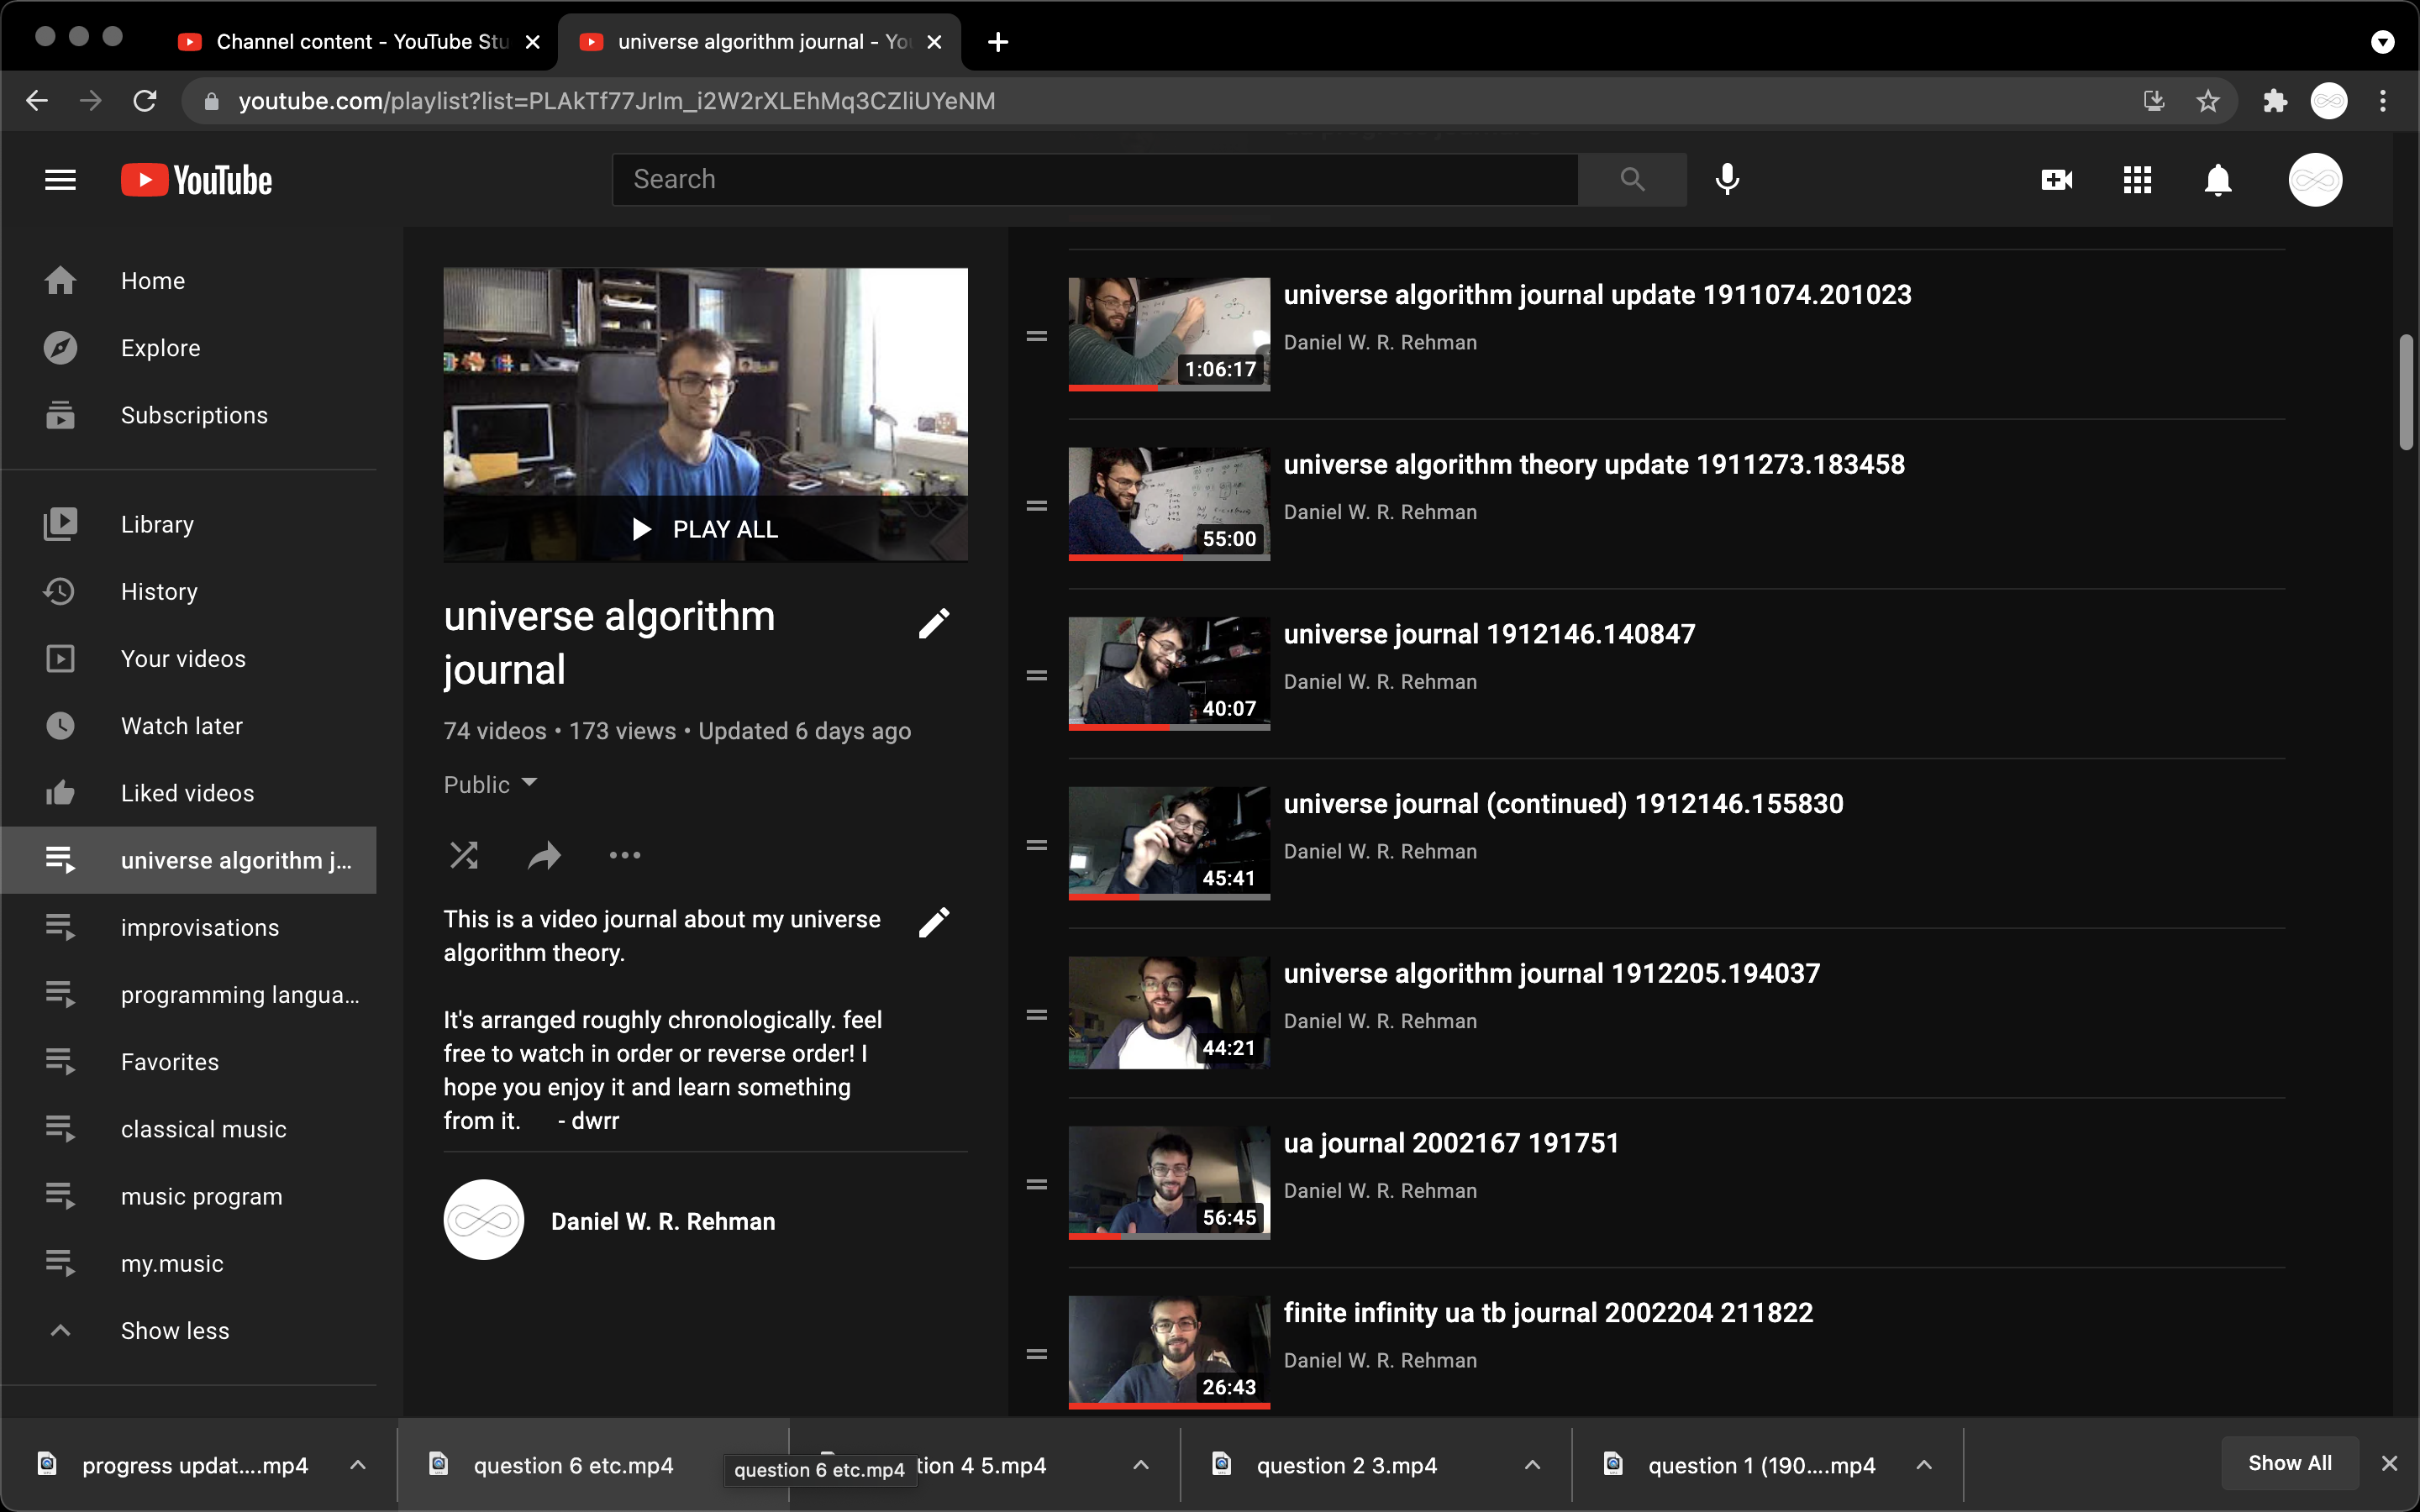 Channel content - YouTube Stu
universe algorithm journal - You
youtube.com/playlist?list=PLAkTf77JrIm_i2W2rXLEhMq3CZliUYeNM
YouTube
Search
Home
Explore
Subscriptions
Library
History
Your videos
Watch later
Liked videos
universe algorithm j...
improvisations
programming langua...
Favorites
classical music
music program
my.music
Show less
PLAY ALL
universe algorithm
journal
74 videos • 173 views • Updated 6 days ago
Public
This is a video journal about my universe
algorithm theory.
It's arranged roughly chronologically. feel
free to watch in order or reverse order! I
hope you enjoy it and learn something
from it. - dwrr
Daniel W. R. Rehman
1:06:17
universe algorithm journal update 1911074.201023
Daniel W. R. Rehman
55:00
universe algorithm theory update 1911273.183458
Daniel W. R. Rehman
40:07
universe journal 1912146.140847
Daniel W. R. Rehman
45:41
universe journal (continued) 1912146.155830
Daniel W. R. Rehman
44:21
universe algorithm journal 1912205.194037
Daniel W. R. Rehman
56:45
ua journal 2002167 191751
Daniel W. R. Rehman
26:43
finite infinity ua tb journal 2002204 211822
Daniel W. R. Rehman
progress updat....mp4
question 6 etc.mp4
question 6 etc.mp4
tion 4 5.mp4
question 2 3.mp4
question 1 (190....mp4
Show All